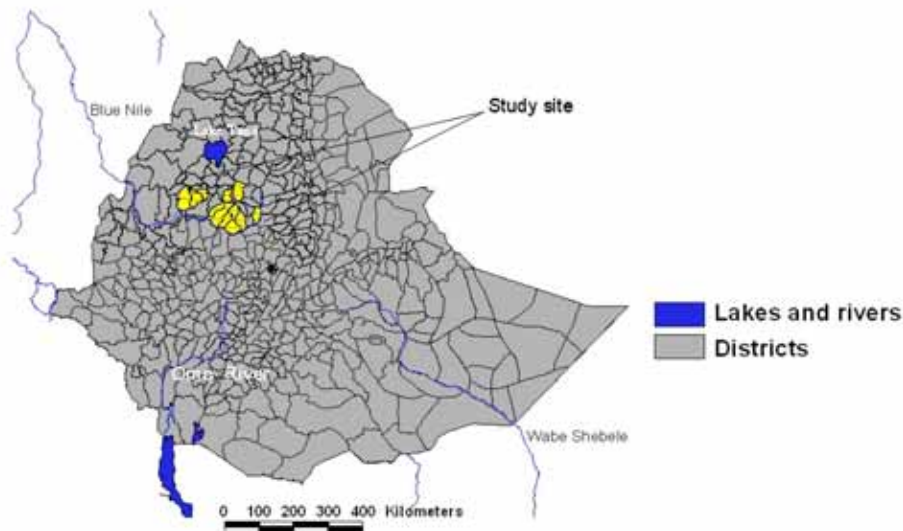 Blue Nile
Study site
Lake Tana
Lakes and rivers
Districts
Omo River
Wabe Shebele
0 100 200 300 400 Kilometers